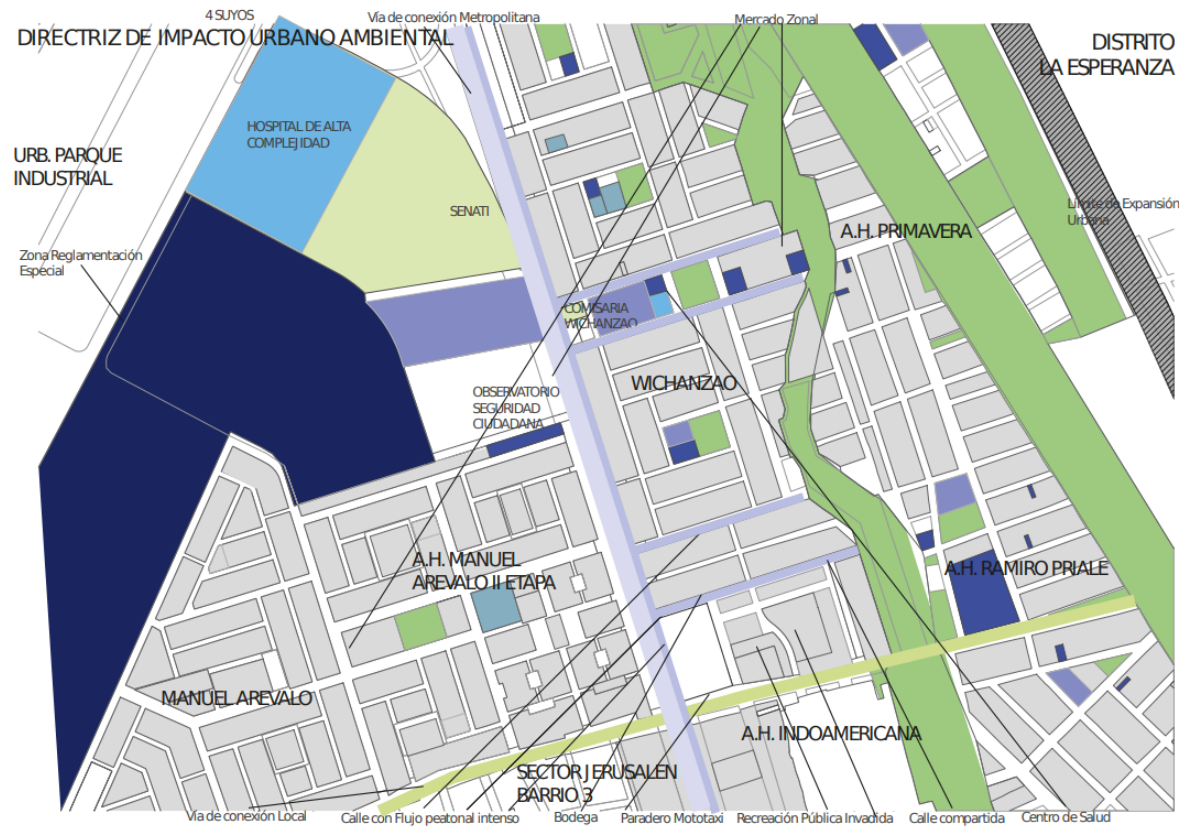 4 SUYOS
Vía de conexión Metropolitana
Mercado Zonal
DIRECTRIZ DE IMPACTO URBANO AMBIENTAL
DISTRITO
LA ESPERANZA
HOSPITAL DE ALTA
COMPLEJIDAD
URB. PARQUE
INDUSTRIAL
SENATI
Límite de Expansión
Urbana
A.H. PRIMAVERA
Zona Reglamentación
Especial
COMISARIA
WICHANZAO
WICHANZAO
OBSERVATORIO
SEGURIDAD
CIUDADANA
A.H. MANUEL
AREVALO II ETAPA
A.H. RAMIRO PRIALE
MANUEL AREVALO
A.H. INDOAMERICANA
SECTOR JERUSALEN
BARRIO 3
Vía de conexión Local
Calle con Flujo peatonal intenso
Bodega
Paradero Mototaxi
Recreación Pública Invadida
Calle compartida
Centro de Salud